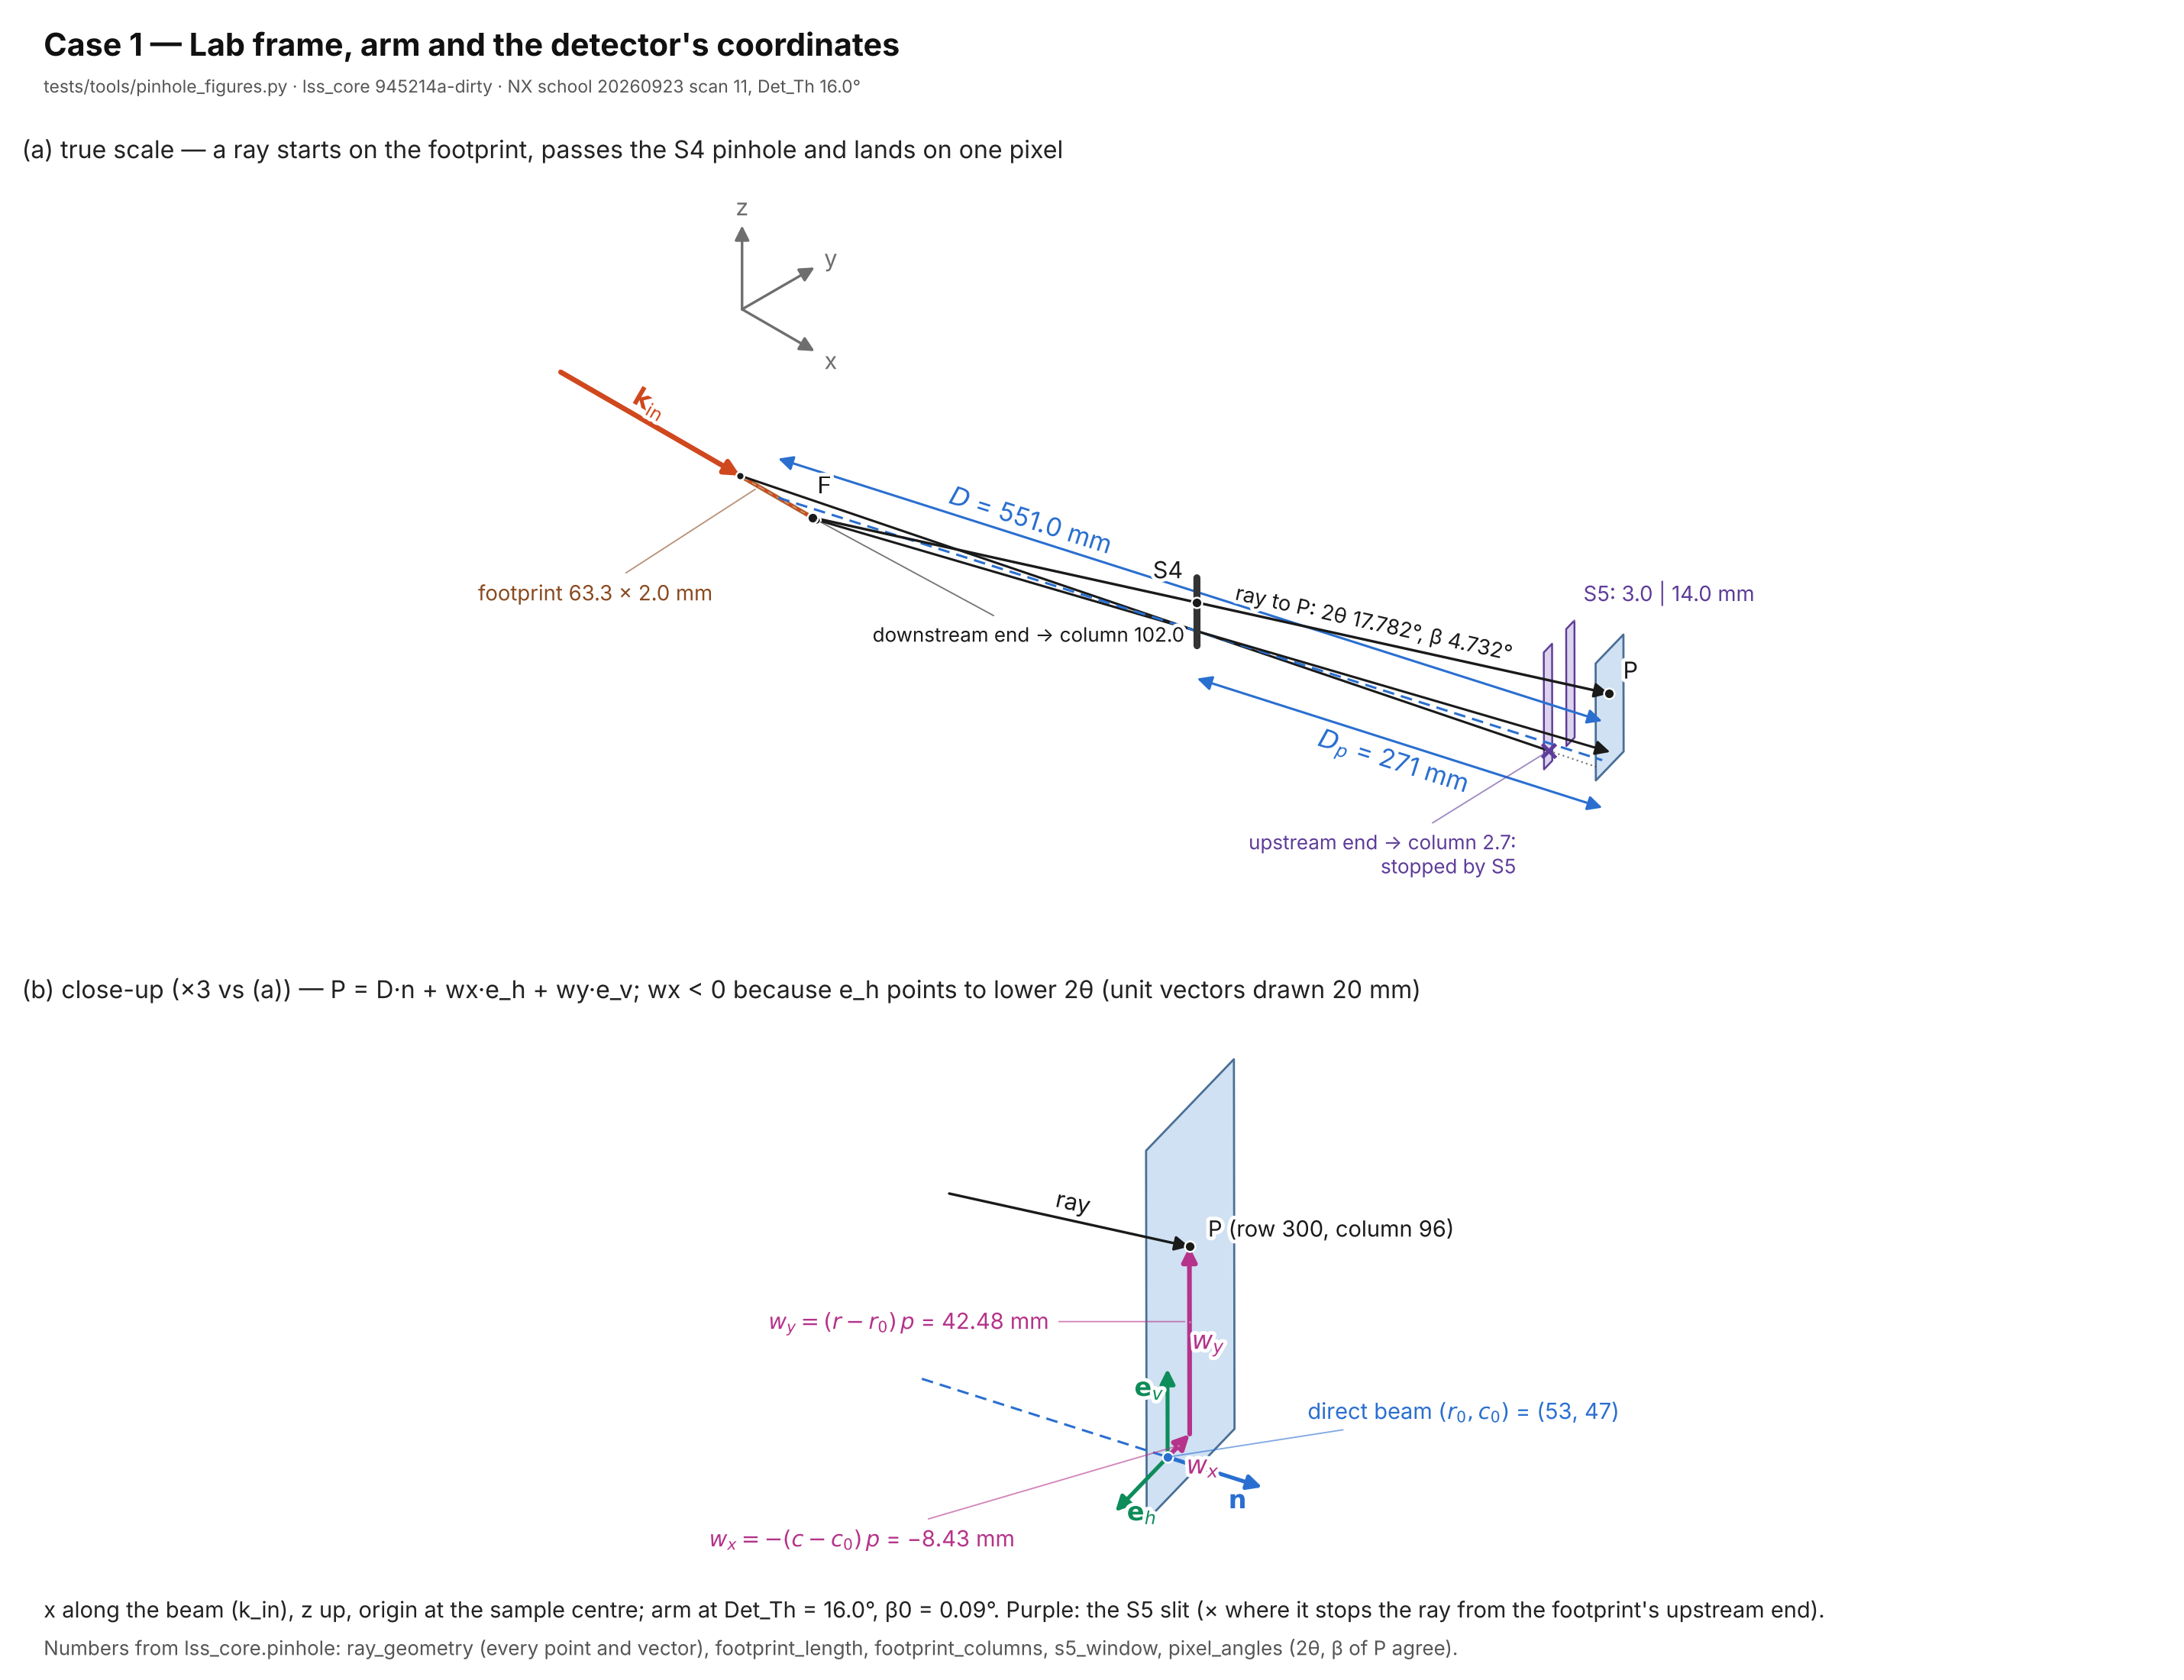 Case 1 — Lab frame, arm and the detector's coordinates
tests/tools/pinhole_figures.py · lss_core 945214a-dirty · NX school 20260923 scan 11, Det_Th 16.0°
(a) true scale — a ray starts on the footprint, passes the S4 pinhole and lands on one pixel
z
y
x
k_in
F
D = 551.0 mm
S4
ray to P: 2θ 17.782°, β 4.732°
S5: 3.0 | 14.0 mm
footprint 63.3 × 2.0 mm
downstream end → column 102.0
P
D_p = 271 mm
upstream end → column 2.7:
stopped by S5
(b) close-up (×3 vs (a)) — P = D·n + wx·e_h + wy·e_v; wx < 0 because e_h points to lower 2θ (unit vectors drawn 20 mm)
ray
P (row 300, column 96)
w_y = (r − r_0) p = 42.48 mm
w_y
e_v
direct beam (r_0, c_0) = (53, 47)
w_x
n
e_h
w_x = −(c − c_0) p = −8.43 mm
x along the beam (k_in), z up, origin at the sample centre; arm at Det_Th = 16.0°, β0 = 0.09°. Purple: the S5 slit (× where it stops the ray from the footprint's upstream end).
Numbers from lss_core.pinhole: ray_geometry (every point and vector), footprint_length, footprint_columns, s5_window, pixel_angles (2θ, β of P agree).